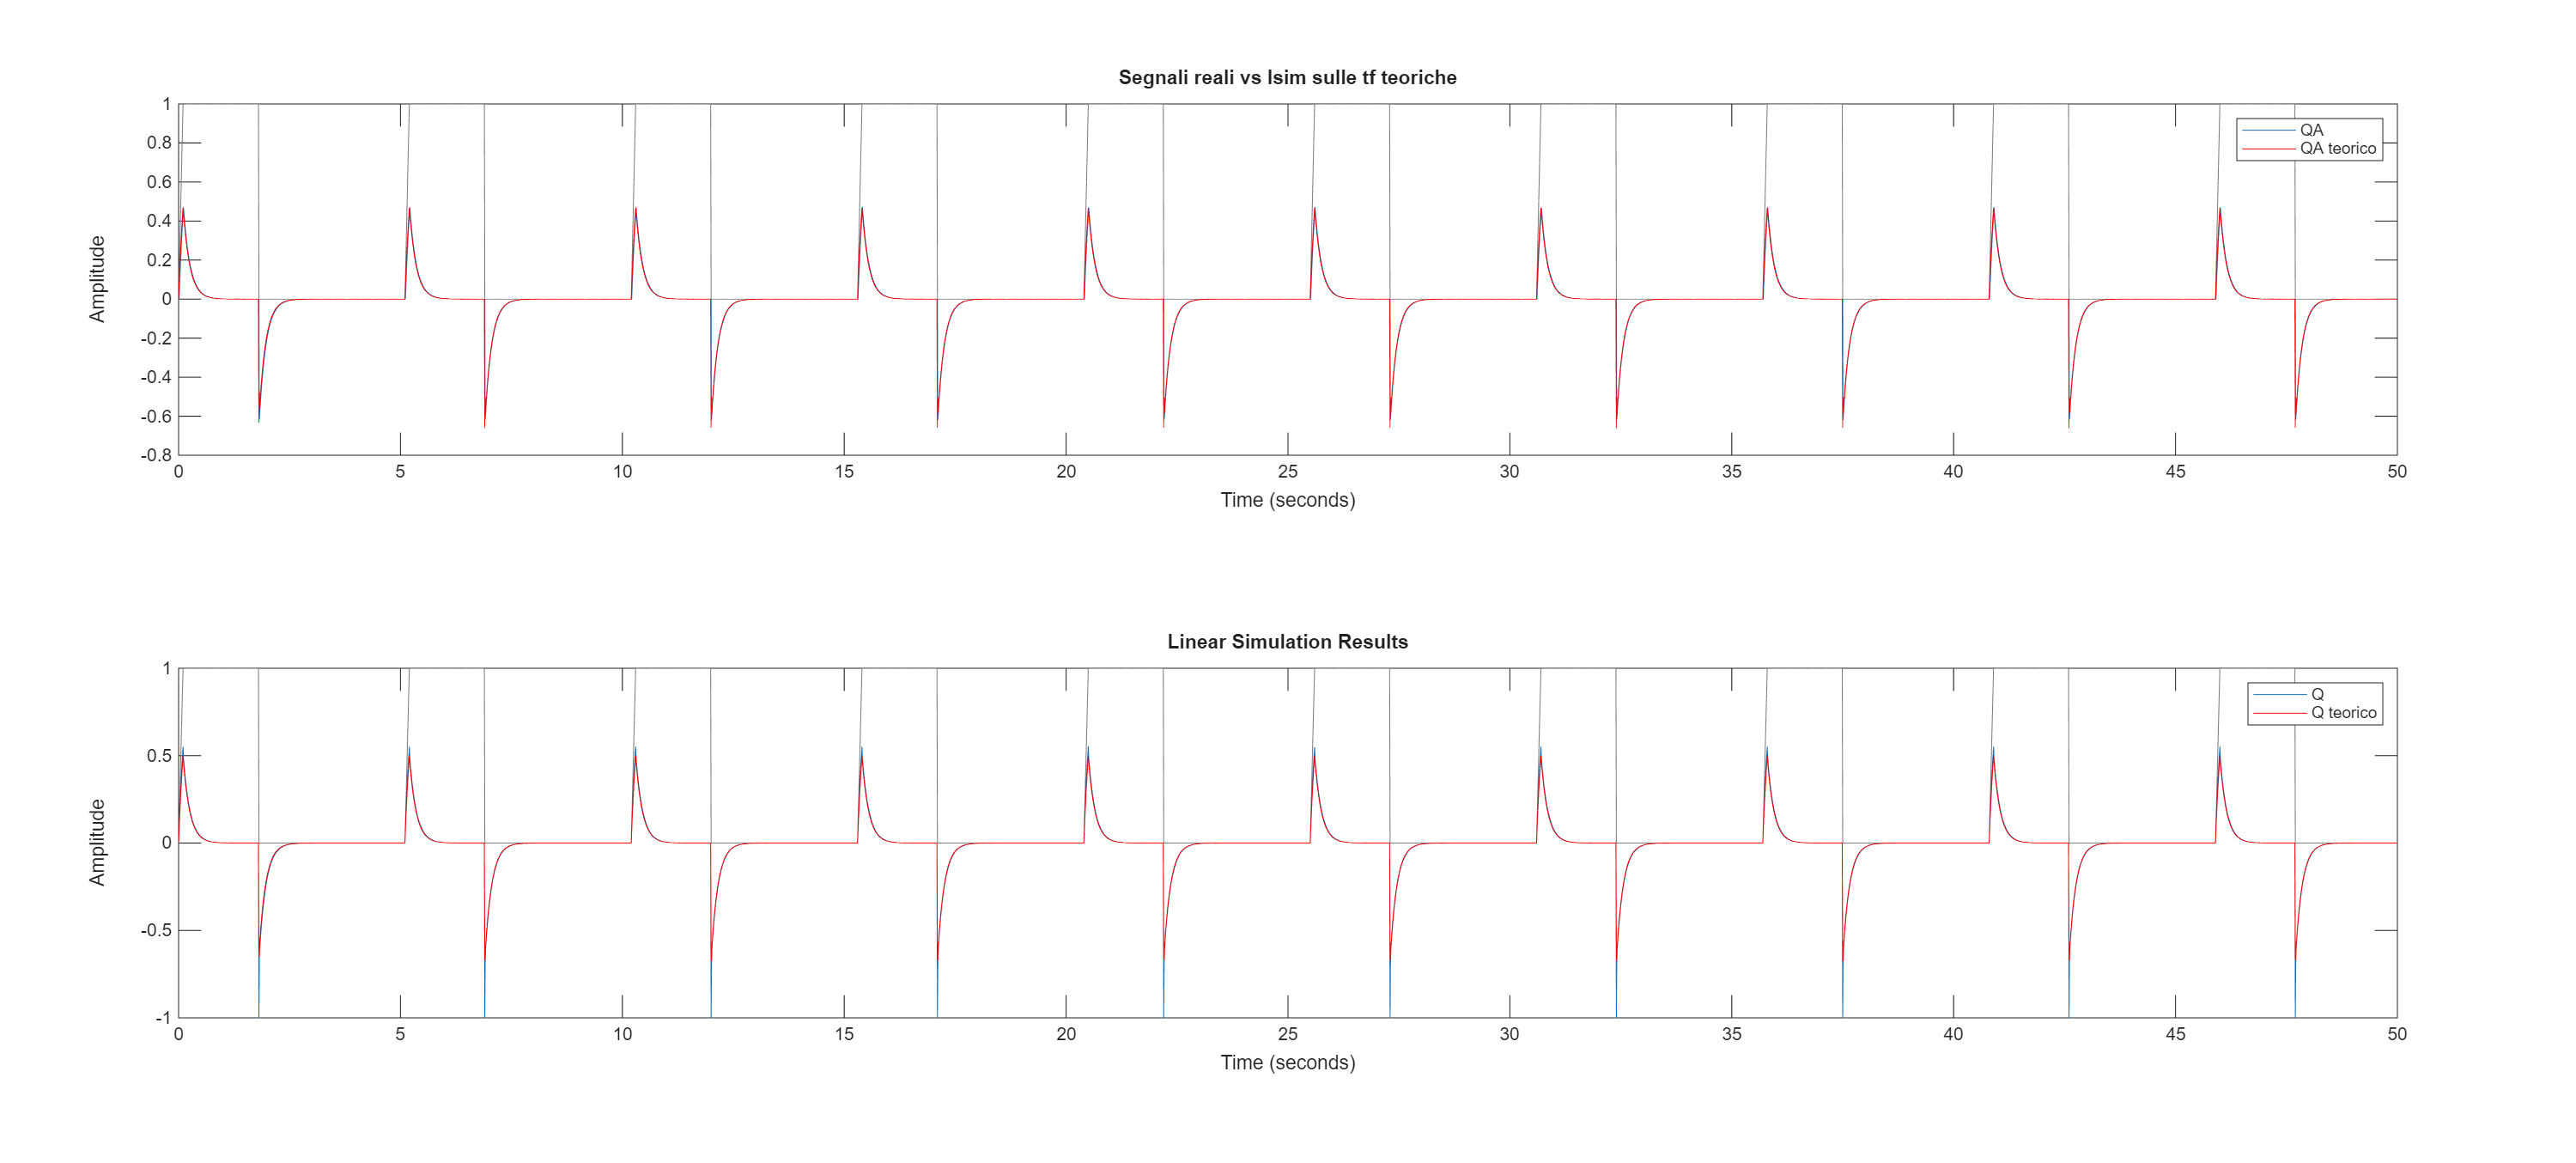 Segnali reali vs lsim sulle tf teoriche
1
0.8
0.6
0.4
0.2
0
-0.2
-0.4
-0.6
-0.8
Amplitude
QA
QA teorico
0 5 10 15 20 25 30 35 40 45 50
Time (seconds)
Linear Simulation Results
1
0.5
0
-0.5
-1
Amplitude
Q
Q teorico
0 5 10 15 20 25 30 35 40 45 50
Time (seconds)